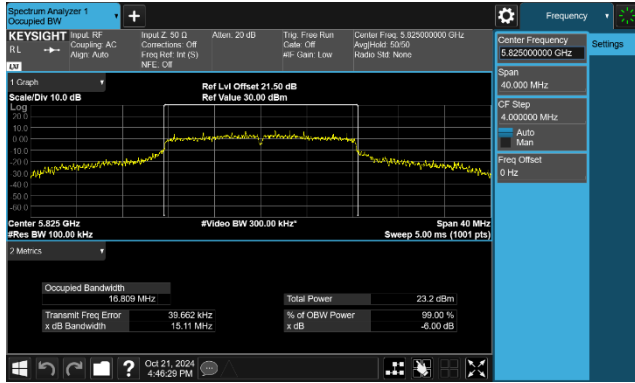 Spectrum Analyzer 1
Occupied BW
Frequency
KEYSIGHT
Input: RF
Input Z: 50 Ω
Atten: 20 dB
Trig: Free Run
Center Freq: 5.825000000 GHz
RL
Coupling: AC
Corrections: Off
Gate: Off
Avg|Hold: 50/50
Align: Auto
Freq Ref: Int (S)
#IF Gain: Low
Radio Std: None
LXI
NFE: Off
Center Frequency
5.825000000 GHz
Settings
Span
40.000 MHz
CF Step
4.000000 MHz
Auto
Man
Freq Offset
0 Hz
1 Graph
Ref Lvl Offset 21.50 dB
Scale/Div 10.0 dB
Ref Value 30.00 dBm
Log
20.0
10.0
0.00
-10.0
-20.0
-30.0
-40.0
-50.0
-60.0
Center 5.825 GHz
#Video BW 300.00 kHz*
Span 40 MHz
#Res BW 100.00 kHz
Sweep 5.00 ms (1001 pts)
2 Metrics
Occupied Bandwidth
16.809 MHz
Total Power
23.2 dBm
Transmit Freq Error
39.662 kHz
% of OBW Power
99.00 %
x dB Bandwidth
15.11 MHz
x dB
-6.00 dB
Oct 21, 2024
4:46:29 PM